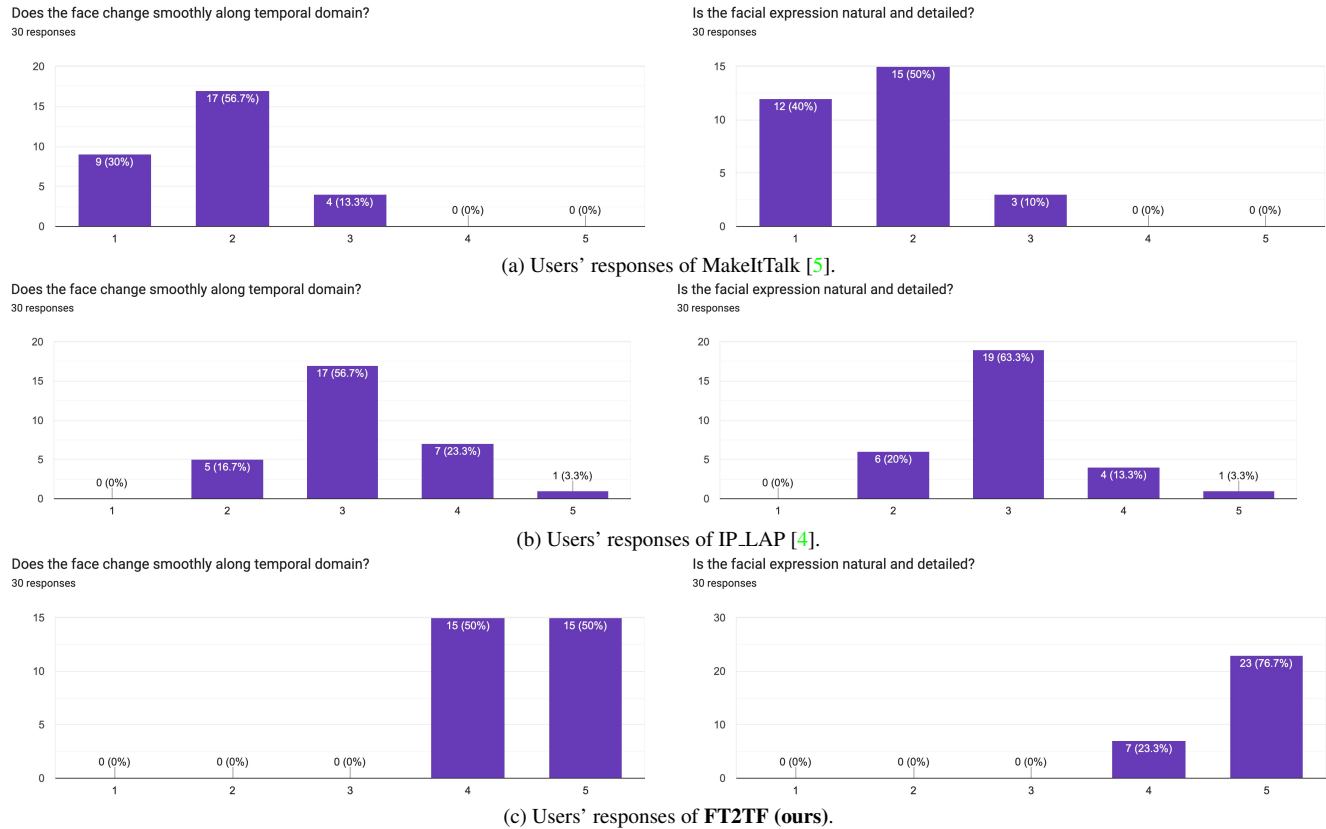 Does the face change smoothly along temporal domain?
30 responses
20
15
10
5
0
9 (30%)
17 (56.7%)
4 (13.3%)
0 (0%)
0 (0%)
1 2 3 4 5
Is the facial expression natural and detailed?
30 responses
15
10
5
0
12 (40%)
15 (50%)
3 (10%)
0 (0%)
0 (0%)
1 2 3 4 5
(a) Users' responses of MakeItTalk [5].
Does the face change smoothly along temporal domain?
30 responses
20
15
10
5
0
0 (0%)
5 (16.7%)
17 (56.7%)
7 (23.3%)
1 (3.3%)
1 2 3 4 5
Is the facial expression natural and detailed?
30 responses
20
15
10
5
0
0 (0%)
6 (20%)
19 (63.3%)
4 (13.3%)
1 (3.3%)
1 2 3 4 5
(b) Users' responses of IP_LAP [4].
Does the face change smoothly along temporal domain?
30 responses
15
10
5
0
0 (0%)
0 (0%)
0 (0%)
15 (50%)
15 (50%)
1 2 3 4 5
Is the facial expression natural and detailed?
30 responses
30
20
10
0
0 (0%)
0 (0%)
0 (0%)
7 (23.3%)
23 (76.7%)
1 2 3 4 5
(c) Users' responses of FT2TF (ours).